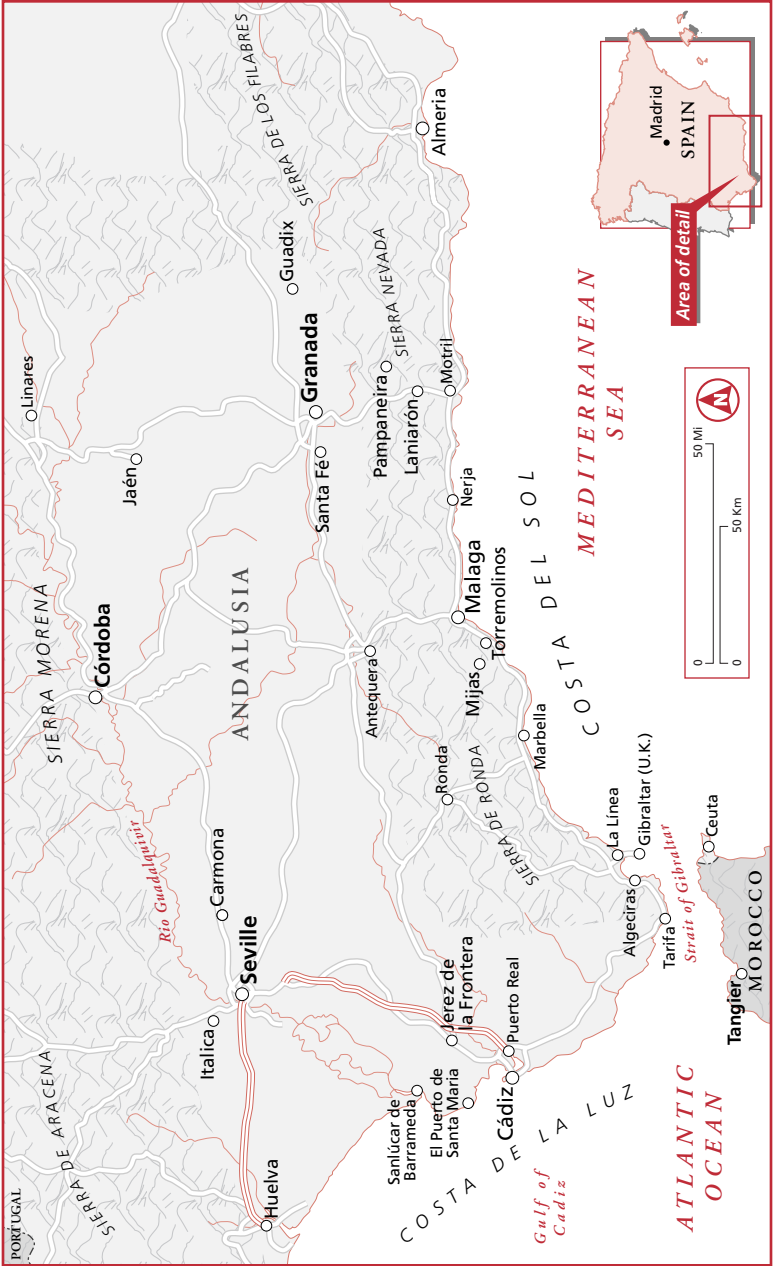 PORTUGAL
SIERRA DE ARACENA
SIERRA MORENA
Linares
Jaén
Córdoba
ANDALUSIA
Rio Guadalquivir
Carmona
Seville
Italica
Huelva
SIERRA DE LOS FILABRES
Guadix
Granada
Santa Fé
SIERRA NEVADA
Pampaneira
Laniarón
Motril
Almeria
Nerja
Antequera
Malaga
Torremolinos
Mijas
Marbella
Ronda
SIERRA DE RONDA
Jerez de
la Frontera
Sanlúcar de
Barrameda
El Puerto de
Santa Maria
Puerto Real
Cádiz
COSTA DE LA LUZ
Gulf of
Cadiz
COSTA DEL SOL
La Línea
Gibraltar (U.K.)
Algeciras
Tarifa
Strait of Gibraltar
Ceuta
Tangier
MOROCCO
ATLANTIC
OCEAN
MEDITERRANEAN
SEA
0
50 Mi
0
50 Km
N
Madrid
SPAIN
Area of detail